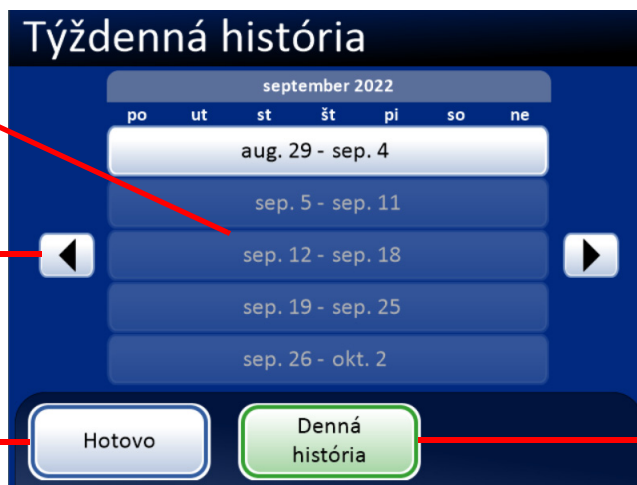 Týždenná história
september 2022
po ut st št pi so ne
aug. 29 - sep. 4
sep. 5 - sep. 11
sep. 12 - sep. 18
sep. 19 - sep. 25
sep. 26 - okt. 2
Hotovo
Denná
história